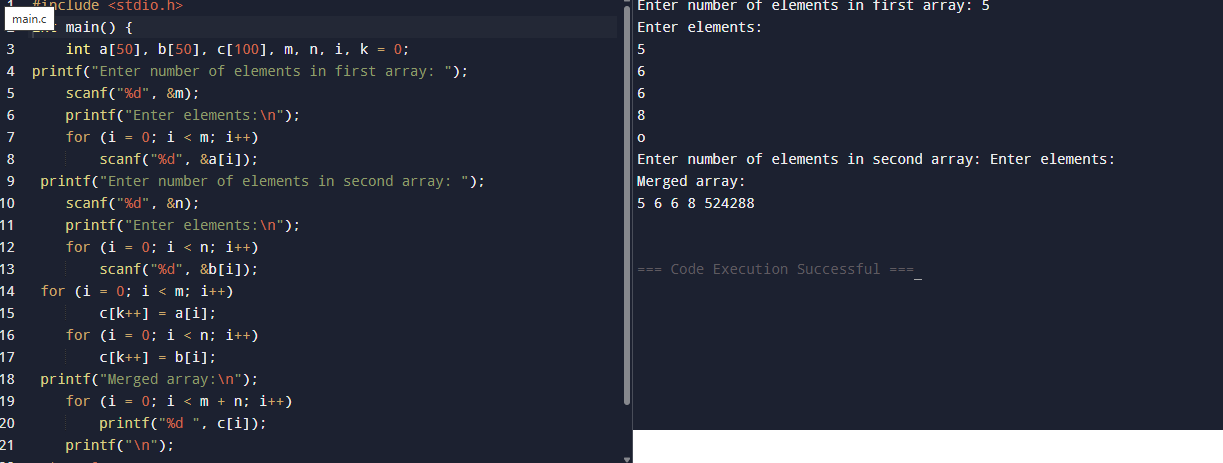 1 #include <stdio.h>
main.c
2 int main() {
3 int a[50], b[50], c[100], m, n, i, k = 0;
4 printf("Enter number of elements in first array: ");
5 scanf("%d", &m);
6 printf("Enter elements:\n");
7 for (i = 0; i < m; i++)
8 scanf("%d", &a[i]);
9 printf("Enter number of elements in second array: ");
10 scanf("%d", &n);
11 printf("Enter elements:\n");
12 for (i = 0; i < n; i++)
13 scanf("%d", &b[i]);
14 for (i = 0; i < m; i++)
15 c[k++] = a[i];
16 for (i = 0; i < n; i++)
17 c[k++] = b[i];
18 printf("Merged array:\n");
19 for (i = 0; i < m + n; i++)
20 printf("%d ", c[i]);
21 printf("\n");
Enter number of elements in first array: 5
Enter elements:
5
6
6
8
o
Enter number of elements in second array: Enter elements:
Merged array:
5 6 6 8 524288
=== Code Execution Successful ===